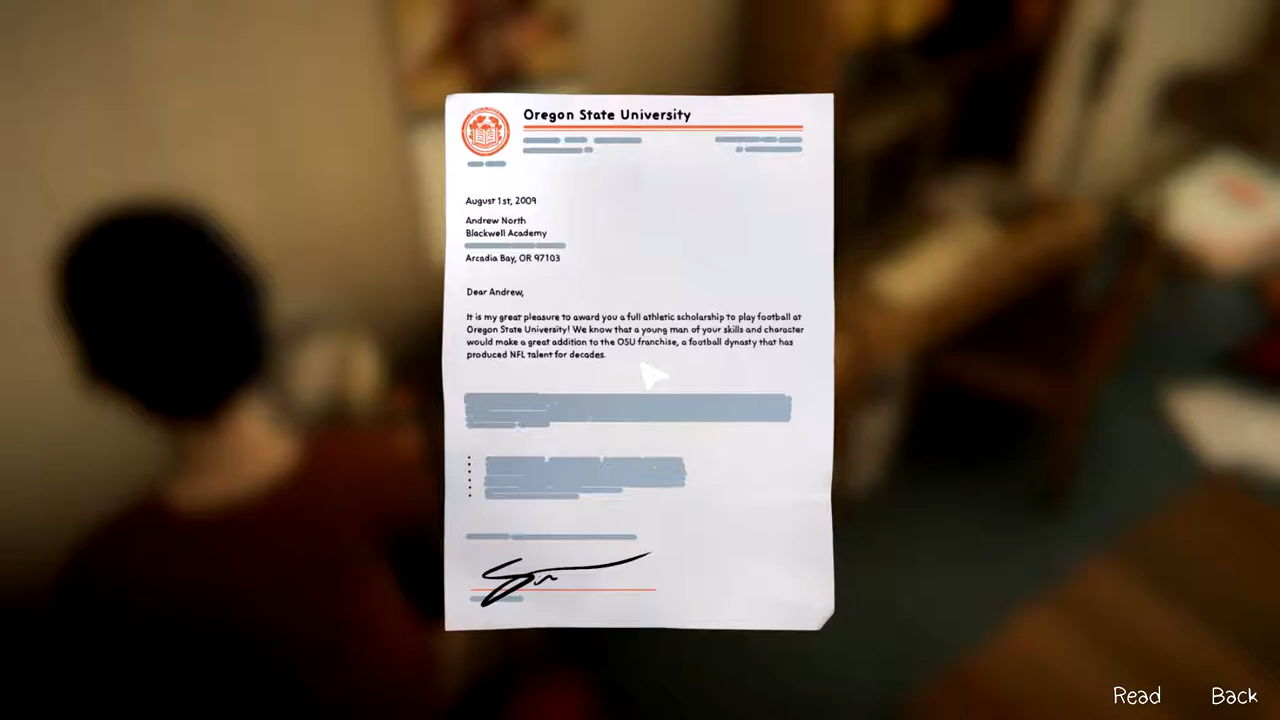 Oregon State University
August 1st, 2009
Andrew North
Blackwell Academy
Arcadia Bay, OR 97103
Dear Andrew,
It is my great pleasure to award you a full athletic scholarship to play football at
Oregon State University! We know that a young man of your skills and character
would make a great addition to the OSU franchise, a football dynasty that has
produced NFL talent for decades.
Read Back